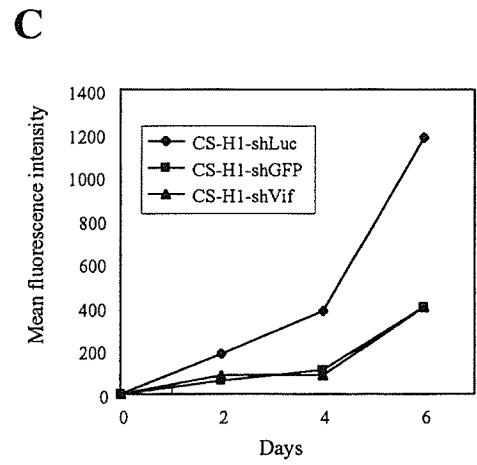 C
Mean fluorescence intensity
1400
1200
1000
800
600
400
200
0
CS-H1-shLuc
CS-H1-shGFP
CS-H1-shVif
0 2 4 6
Days